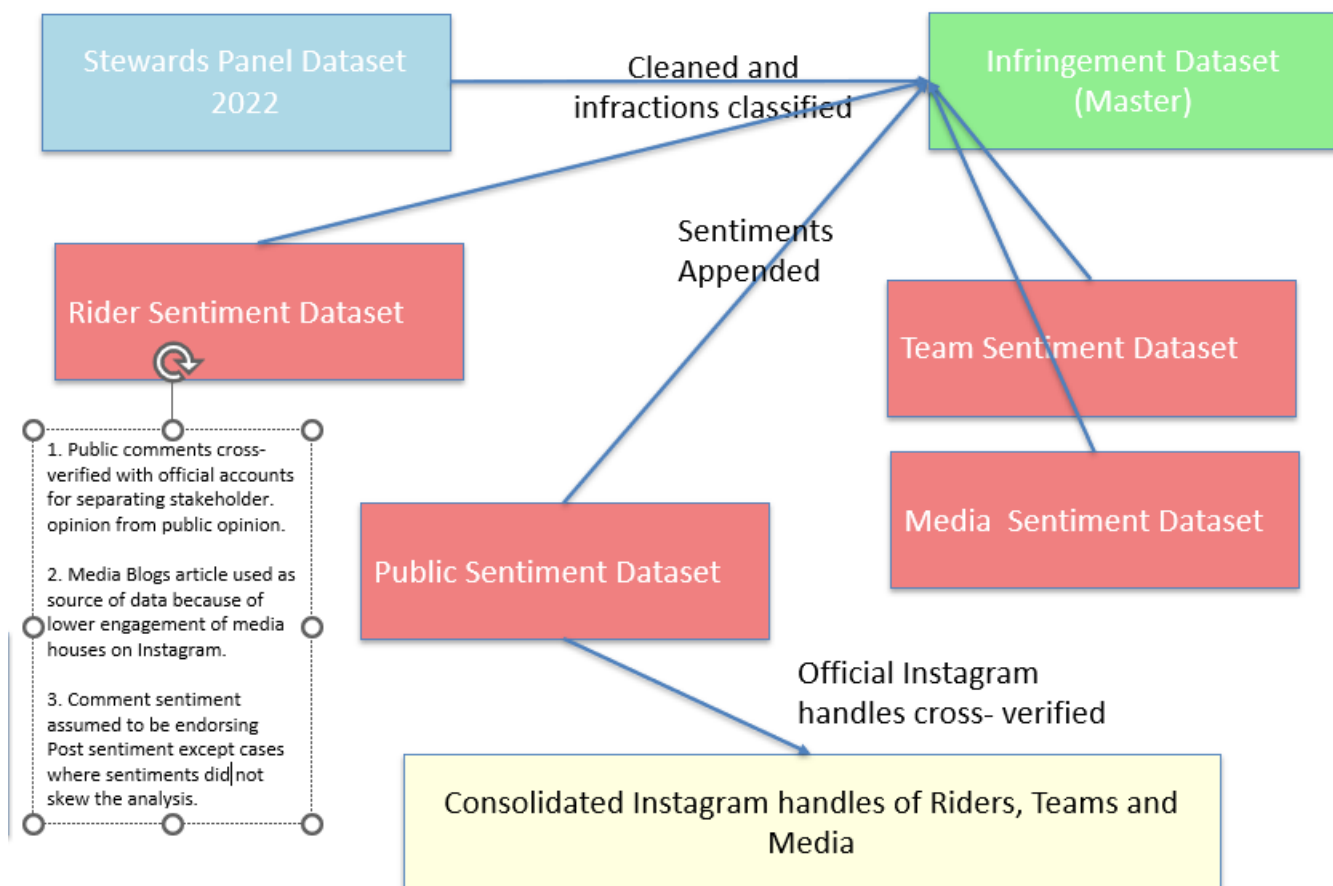 Stewards Panel Dataset
2022
Cleaned and
infractions classified
Infringement Dataset
(Master)
Sentiments
Appended
Rider Sentiment Dataset
Team Sentiment Dataset
1. Public comments cross-
verified with official accounts
for separating stakeholder.
opinion from public opinion.
2. Media Blogs article used as
source of data because of
lower engagement of media
houses on Instagram.
3. Comment sentiment
assumed to be endorsing
Post sentiment except cases
where sentiments did not
skew the analysis.
Media  Sentiment Dataset
Public Sentiment Dataset
Official Instagram
handles cross- verified
Consolidated Instagram handles of Riders, Teams and
Media